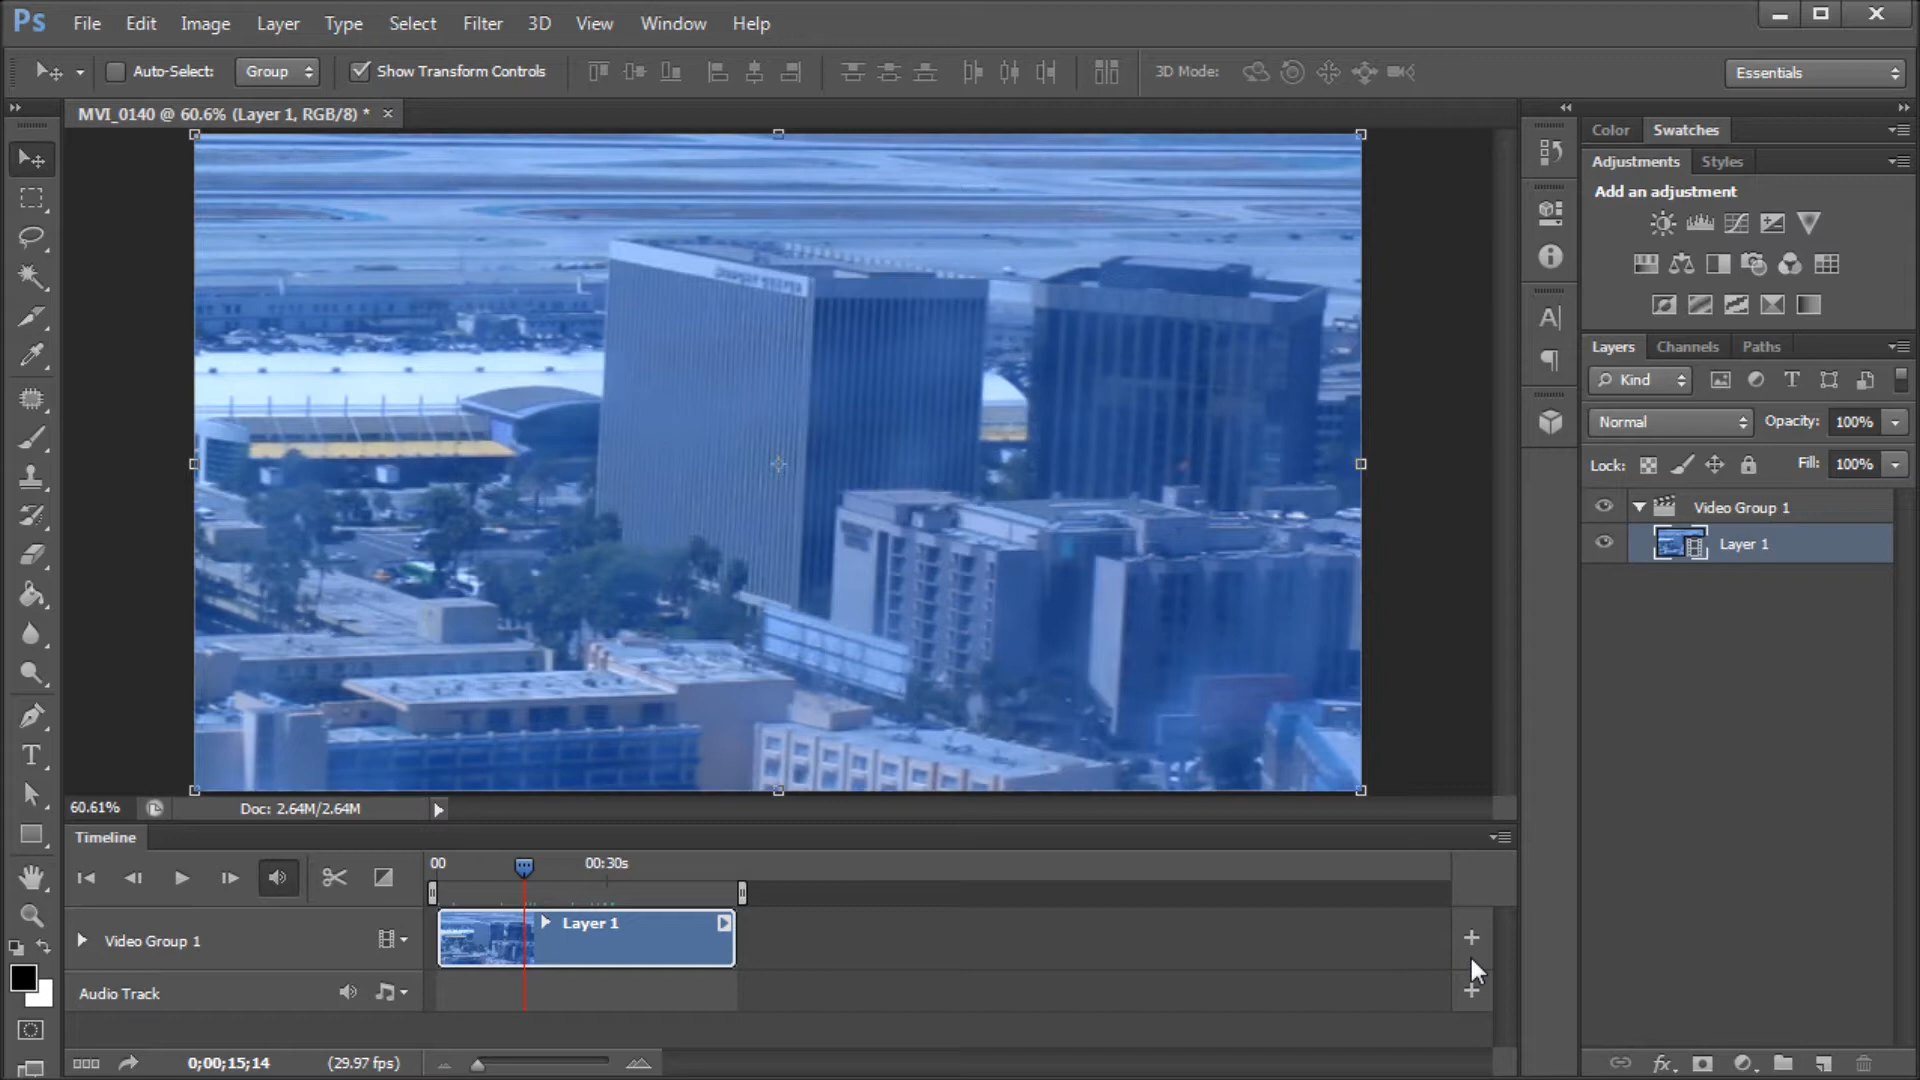 Ps File Edit Image Layer Type Select Filter 3D View Window Help
Auto-Select: Group Show Transform Controls 3D Mode: Essentials
MVI_0140 @ 60.6% (Layer 1, RGB/8) * ×
Color Swatches
Adjustments Styles
Add an adjustment
Layers Channels Paths
Kind
Normal Opacity: 100%
Lock: Fill: 100%
Video Group 1
Layer 1
60.61% Doc: 2.64M/2.64M
Timeline
00 00:30s
Layer 1
Video Group 1
Audio Track
0;00;15;14 (29.97 fps)